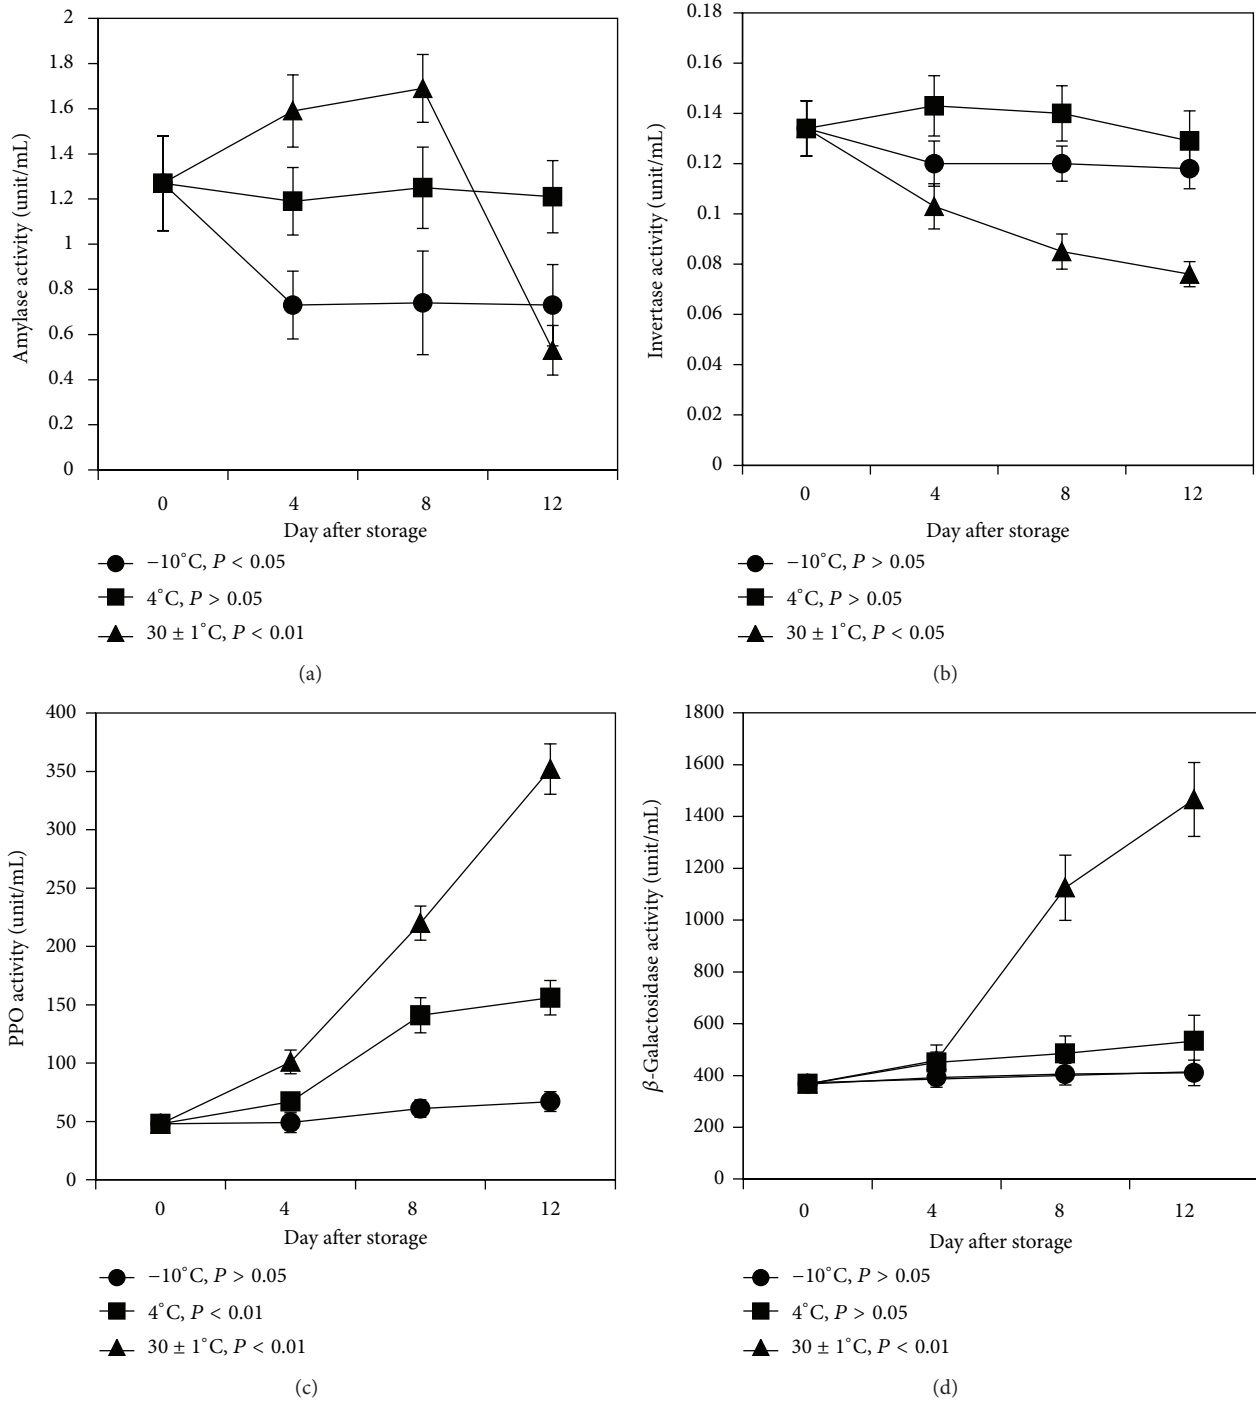 2
1.8
1.6
1.4
1.2
1
0.8
0.6
0.4
0.2
0
Amylase activity (unit/mL)
0 4 8 12
Day after storage
−10°C, P < 0.05
4°C, P > 0.05
30 ± 1°C, P < 0.01
(a)
0.18
0.16
0.14
0.12
0.1
0.08
0.06
0.04
0.02
0
Invertase activity (unit/mL)
0 4 8 12
Day after storage
−10°C, P > 0.05
4°C, P > 0.05
30 ± 1°C, P < 0.05
(b)
400
350
300
250
200
150
100
50
0
PPO activity (unit/mL)
0 4 8 12
Day after storage
−10°C, P > 0.05
4°C, P < 0.01
30 ± 1°C, P < 0.01
(c)
1800
1600
1400
1200
1000
800
600
400
200
0
β-Galactosidase activity (unit/mL)
0 4 8 12
Day after storage
−10°C, P > 0.05
4°C, P > 0.05
30 ± 1°C, P < 0.01
(d)